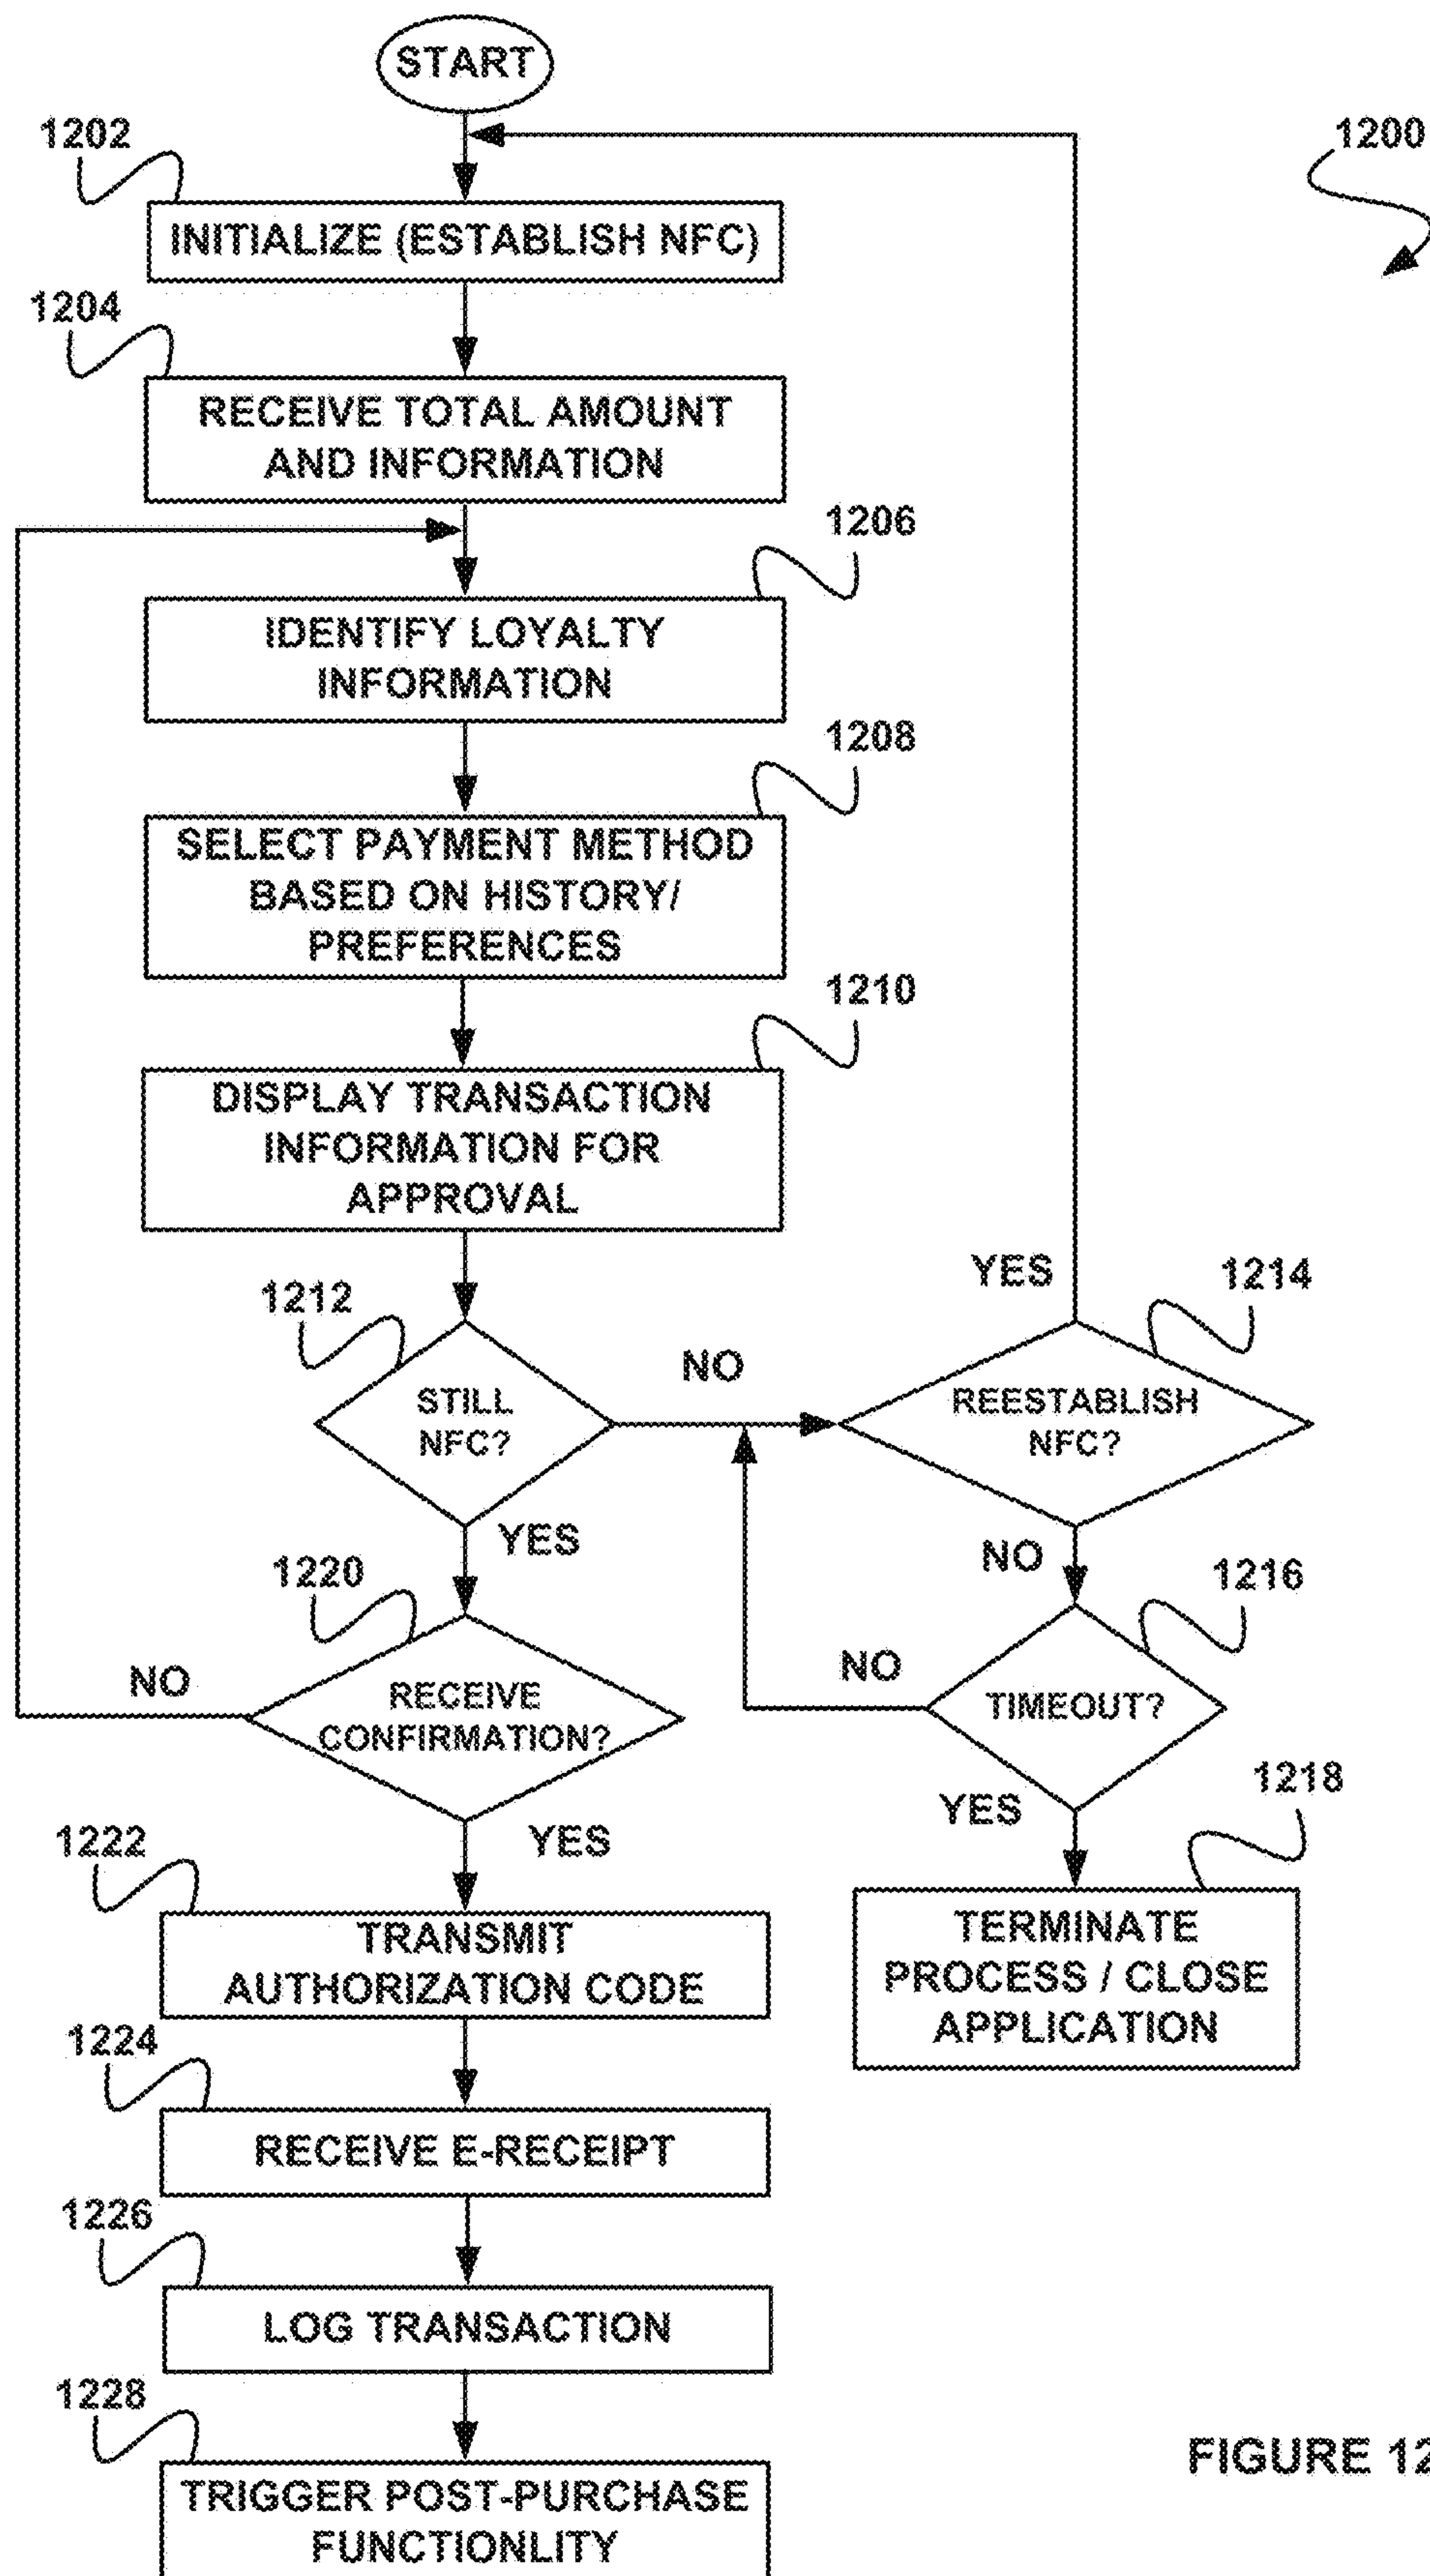 START
1202
1200
INITIALIZE (ESTABLISH NFC)
1204
RECEIVE TOTAL AMOUNT
AND INFORMATION
1206
IDENTIFY LOYALTY
INFORMATION
1208
SELECT PAYMENT METHOD
BASED ON HISTORY/
PREFERENCES
1210
DISPLAY TRANSACTION
INFORMATION FOR
APPROVAL
1212
YES
1214
STILL
NFC?
NO
REESTABLISH
NFC?
YES
NO
1220
1216
NO
RECEIVE
CONFIRMATION?
NO
TIMEOUT?
YES
YES
1218
1222
TRANSMIT
AUTHORIZATION CODE
TERMINATE
PROCESS / CLOSE
APPLICATION
1224
RECEIVE E-RECEIPT
1226
LOG TRANSACTION
1228
TRIGGER POST-PURCHASE
FUNCTIONLITY
FIGURE 12